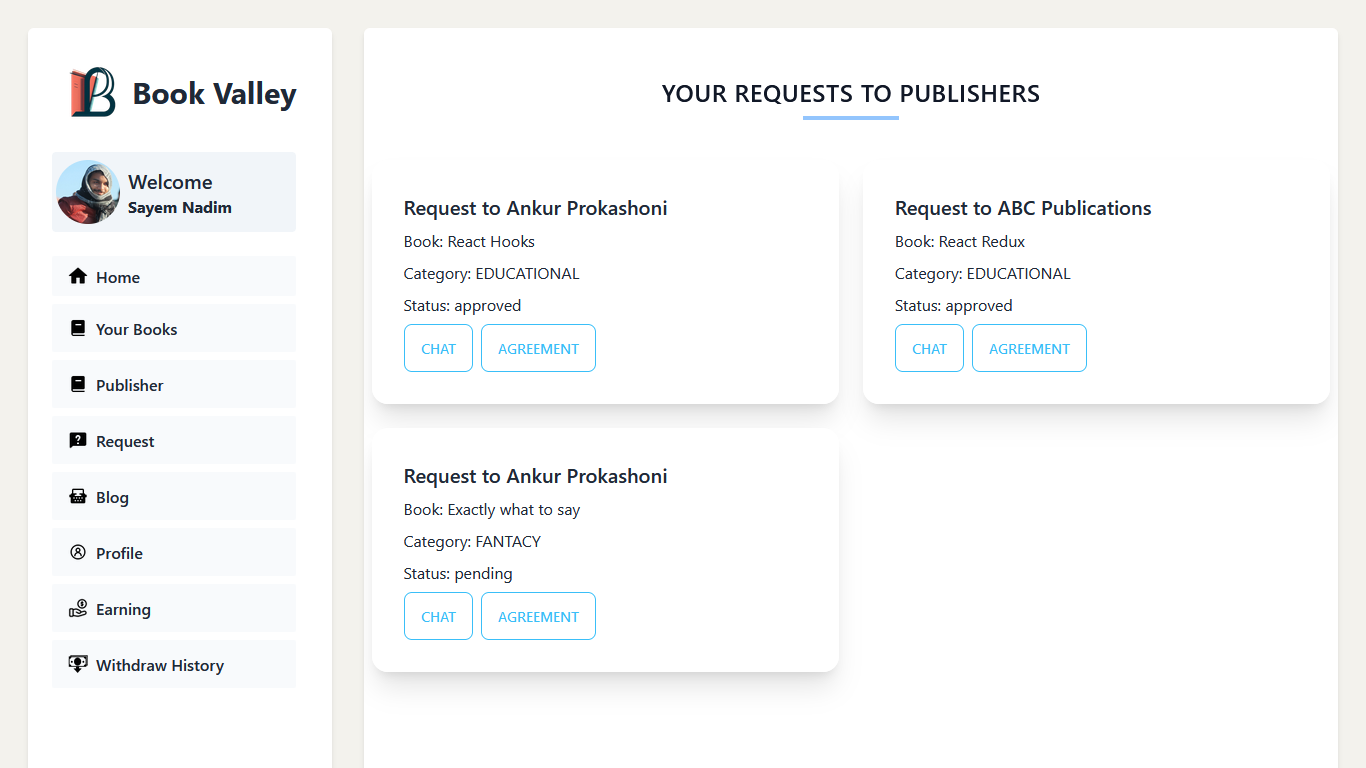 Book Valley
Welcome
Sayem Nadim
Home
Your Books
Publisher
Request
Blog
Profile
Earning
Withdraw History
YOUR REQUESTS TO PUBLISHERS
Request to Ankur Prokashoni
Book: React Hooks
Category: EDUCATIONAL
Status: approved
CHAT AGREEMENT
Request to ABC Publications
Book: React Redux
Category: EDUCATIONAL
Status: approved
CHAT AGREEMENT
Request to Ankur Prokashoni
Book: Exactly what to say
Category: FANTACY
Status: pending
CHAT AGREEMENT